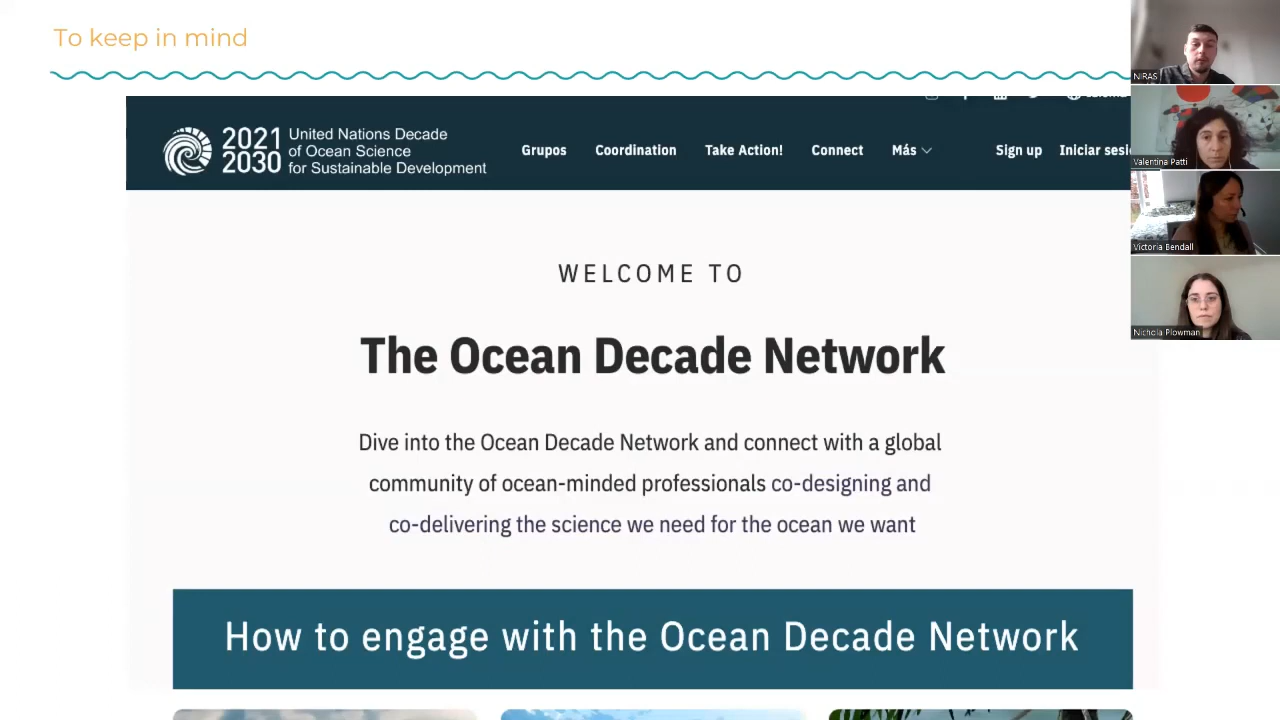 To keep in mind
2021
2030
United Nations Decade
of Ocean Science
for Sustainable Development
Grupos
Coordination
Take Action!
Connect
Más
Sign up
Iniciar
WELCOME TO
The Ocean Decade Network
Dive into the Ocean Decade Network and connect with a global
community of ocean-minded professionals co-designing and
co-delivering the science we need for the ocean we want
How to engage with the Ocean Decade Network
NIRAS
Valentina Patti
Victoria Bendall
Nichola Plowman